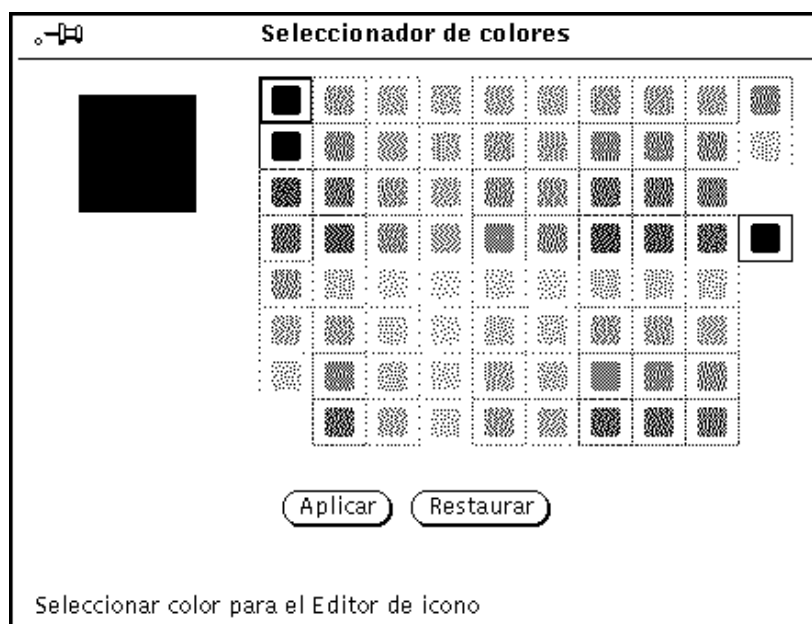 Seleccionador de colores
Aplicar Restaurar
Seleccionar color para el Editor de icono